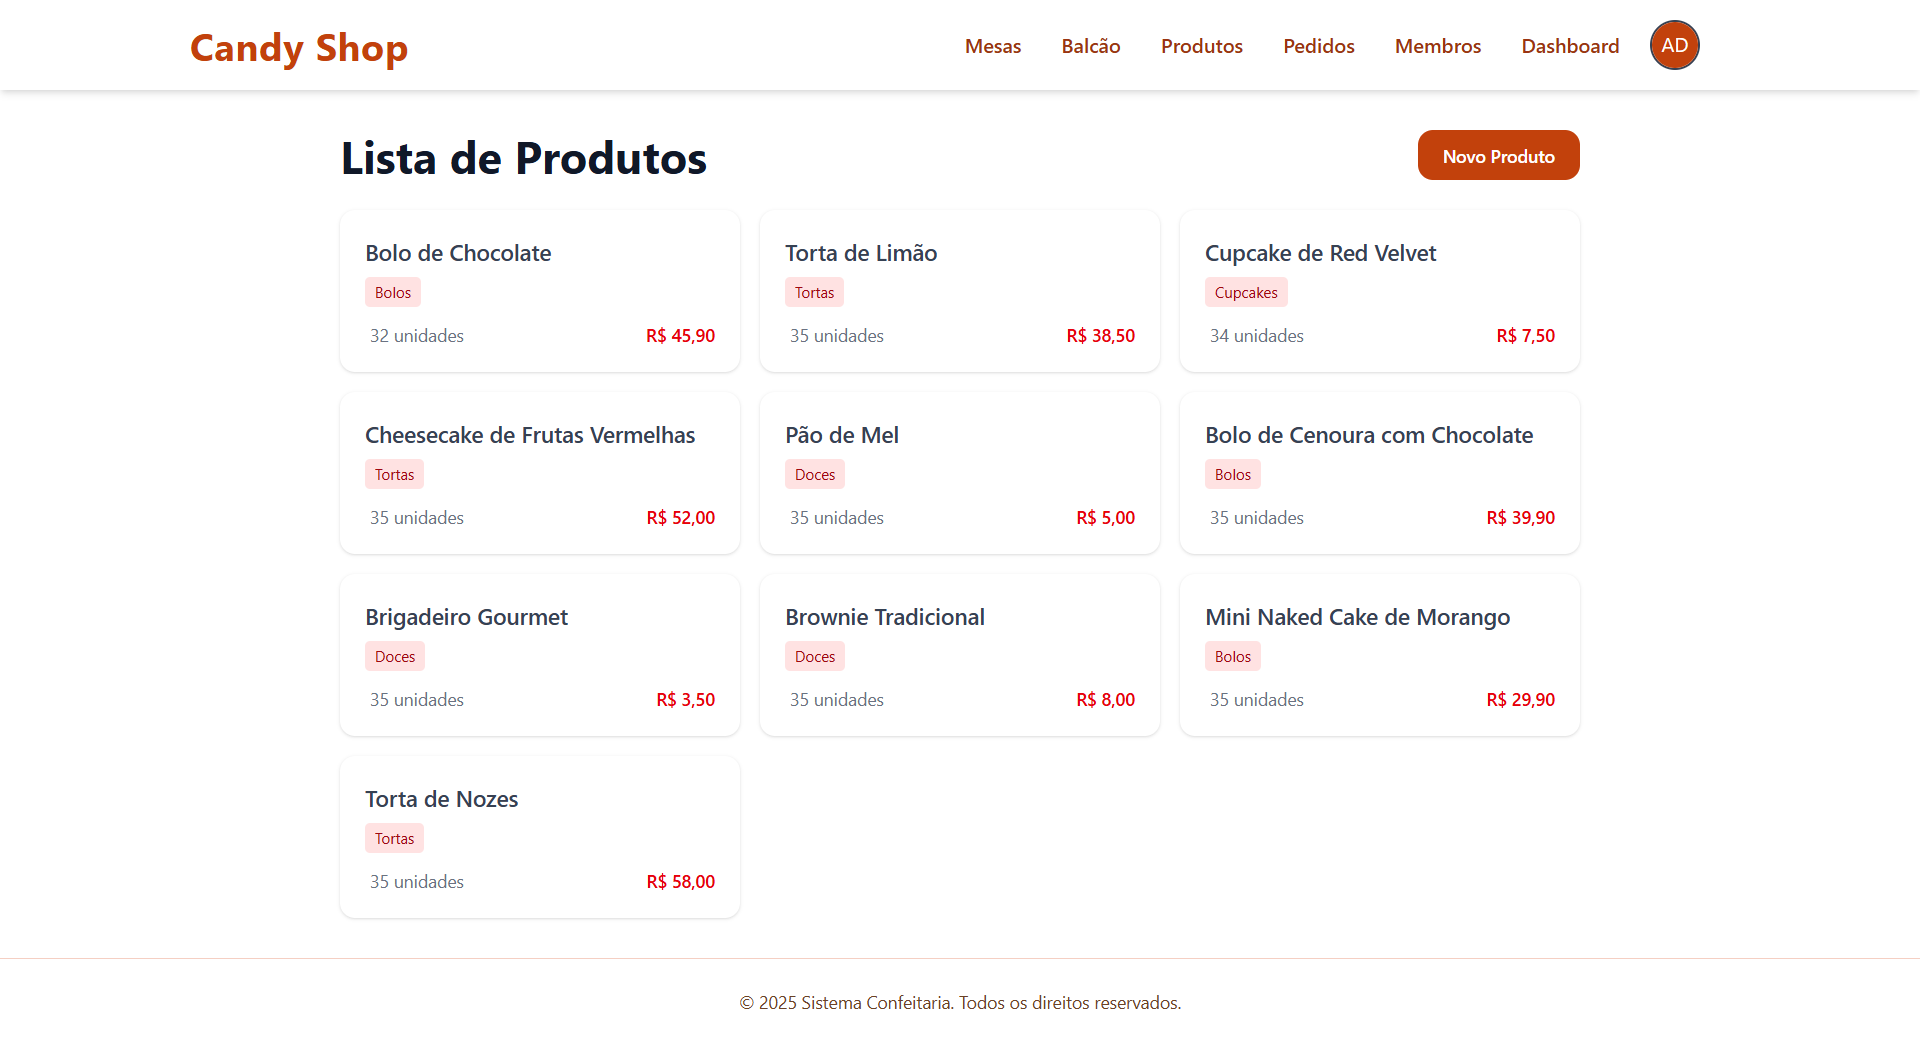 Candy Shop
Mesas Balcão Produtos Pedidos Membros Dashboard AD
Lista de Produtos
Novo Produto
Bolo de Chocolate
Bolos
32 unidades R$ 45,90
Torta de Limão
Tortas
35 unidades R$ 38,50
Cupcake de Red Velvet
Cupcakes
34 unidades R$ 7,50
Cheesecake de Frutas Vermelhas
Tortas
35 unidades R$ 52,00
Pão de Mel
Doces
35 unidades R$ 5,00
Bolo de Cenoura com Chocolate
Bolos
35 unidades R$ 39,90
Brigadeiro Gourmet
Doces
35 unidades R$ 3,50
Brownie Tradicional
Doces
35 unidades R$ 8,00
Mini Naked Cake de Morango
Bolos
35 unidades R$ 29,90
Torta de Nozes
Tortas
35 unidades R$ 58,00
© 2025 Sistema Confeitaria. Todos os direitos reservados.